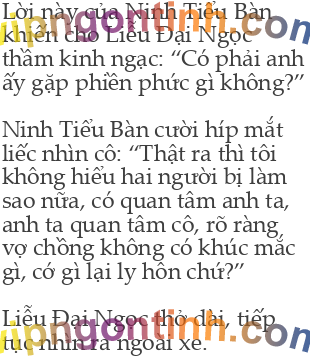 Lời này của Ninh Tiểu Bàn
khiến cho Liễu Đại Ngọc
thầm kinh ngạc: “Có phải anh
ấy gặp phiền phức gì không?”
Ninh Tiểu Bàn cười híp mắt
liếc nhìn cô: “Thật ra thì tôi
không hiểu hai người bị làm
sao nữa, có quan tâm anh ta,
anh ta quan tâm cô, rõ ràng
vợ chồng không có khúc mắc
gì, cớ gì lại ly hôn chứ?”
Liễu Đại Ngọc thở dài, tiếp
tục nhìn ra ngoài xe.
vipngontinh.com
vipngontinh.com